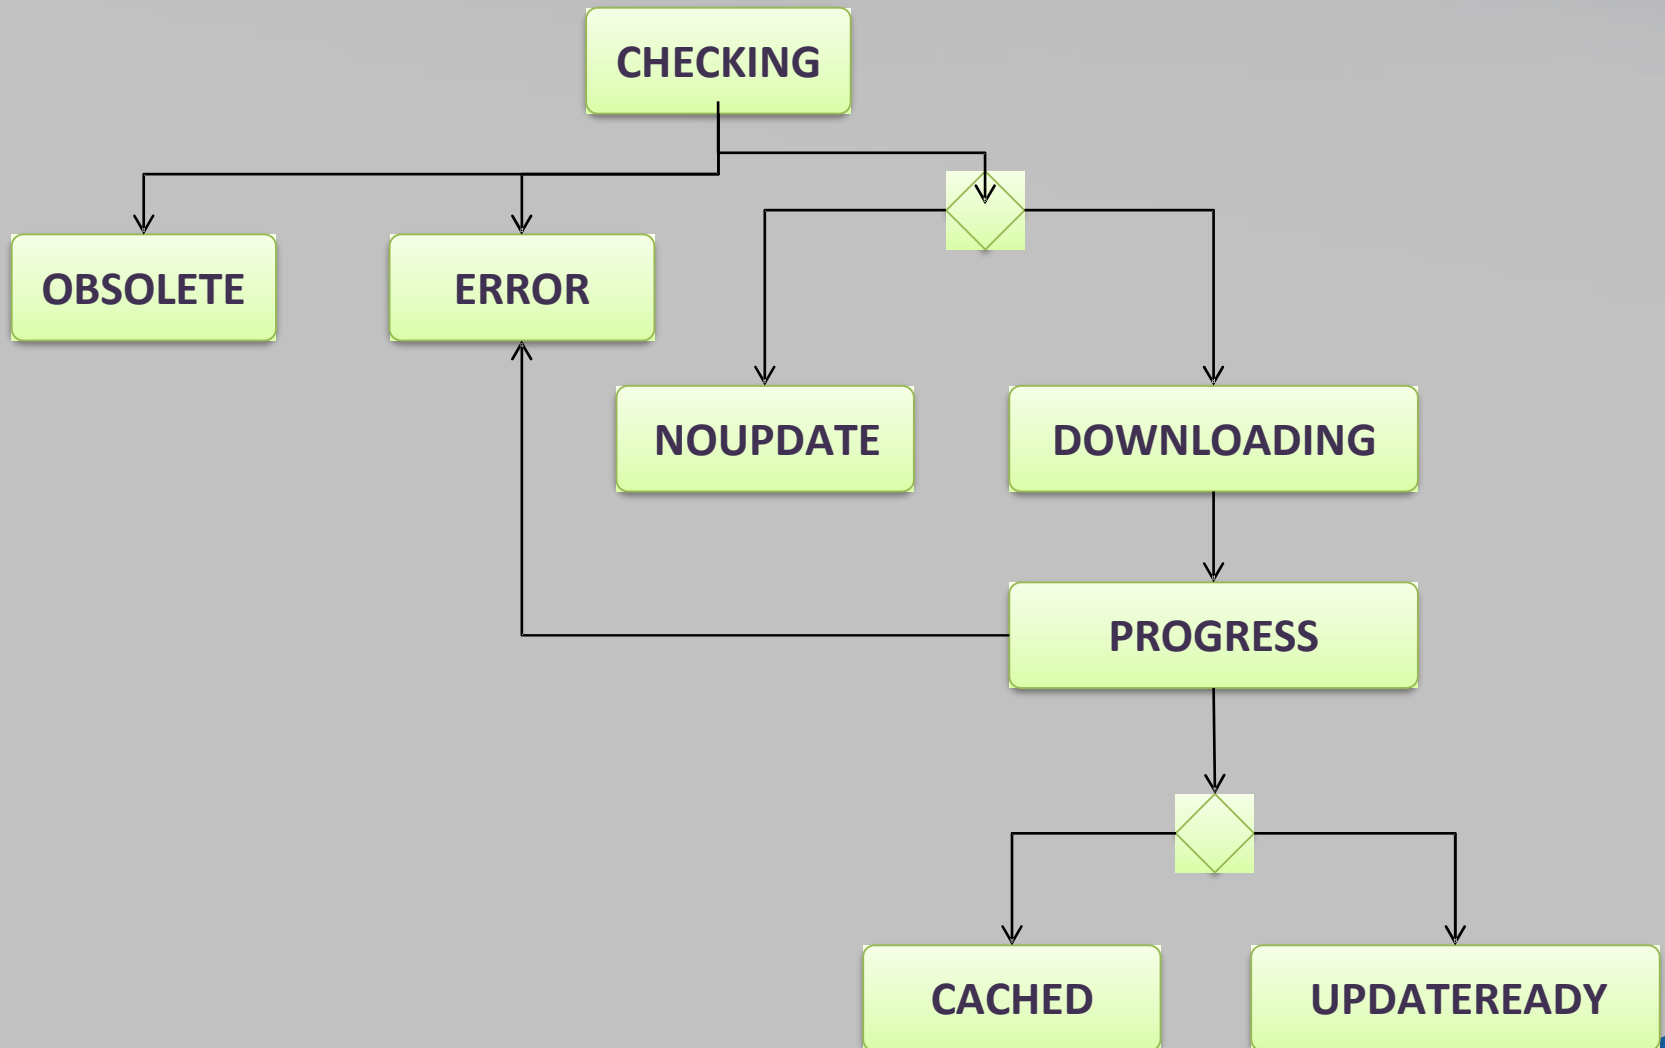 CHECKING
OBSOLETE
ERROR
NOUPDATE
DOWNLOADING
PROGRESS
CACHED
UPDATEREADY